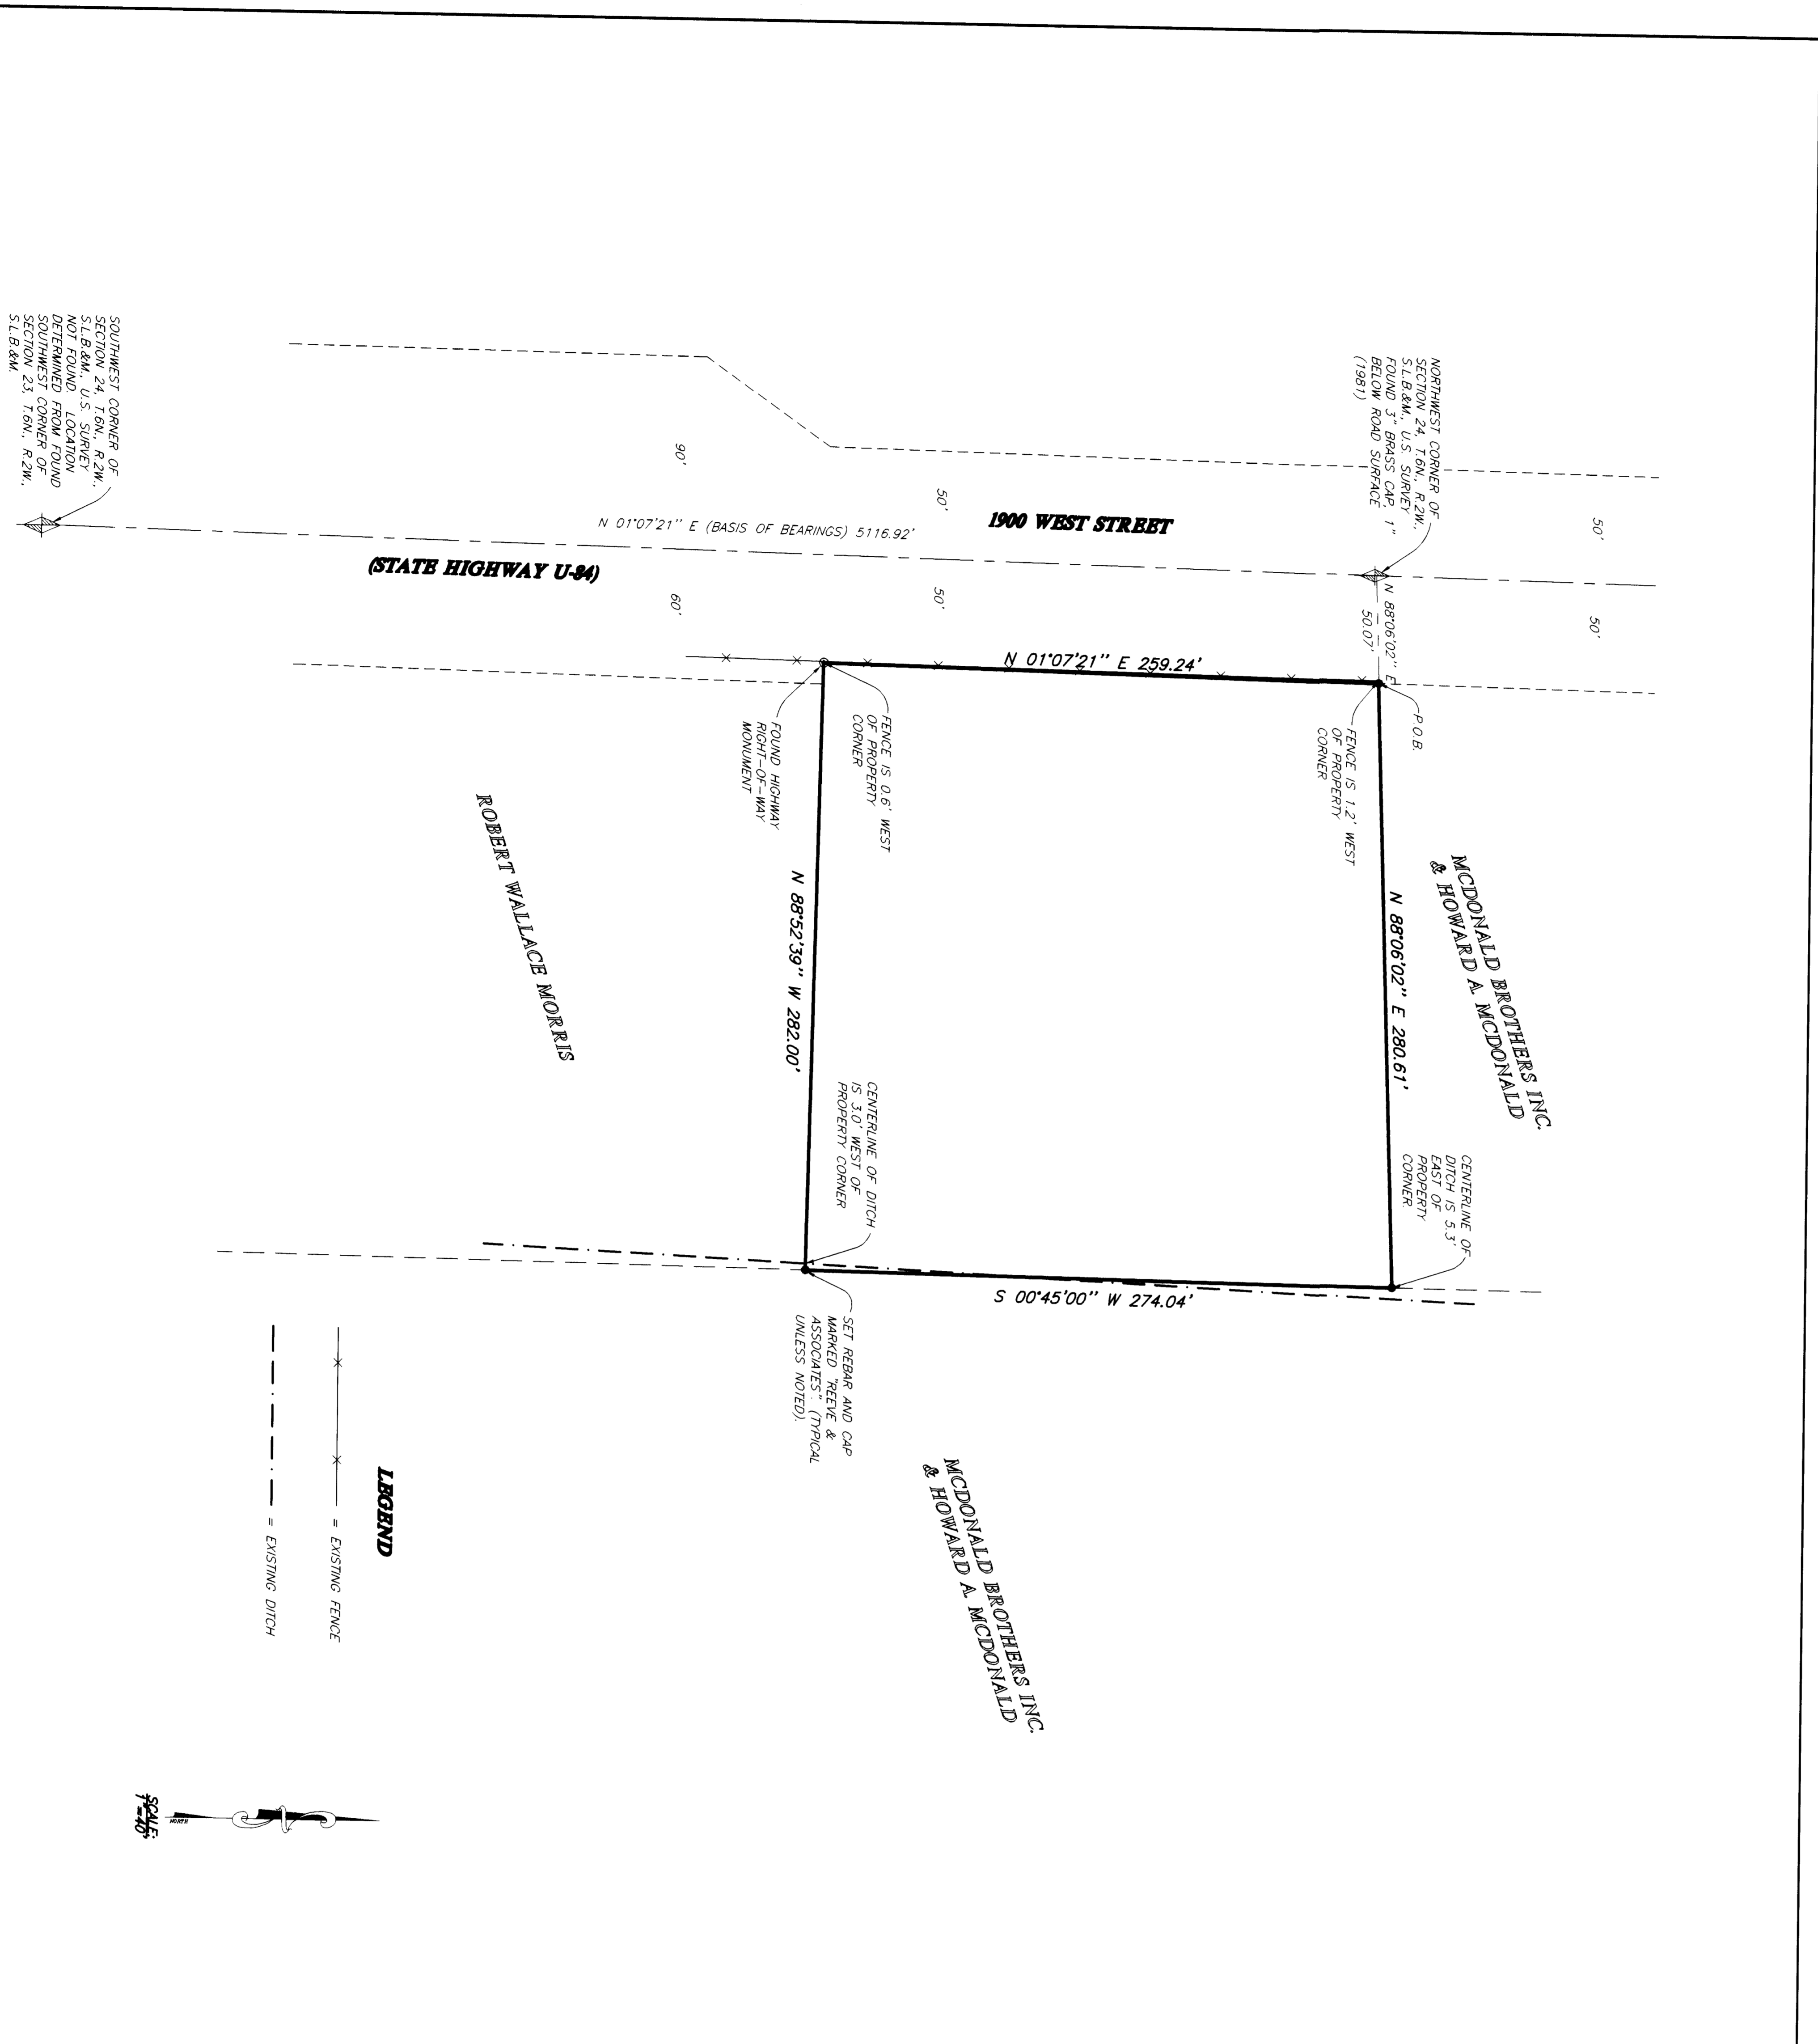 NORTHWEST CORNER OF
SECTION 24, T.6N., R.2W.,
S.L.B.&M., U.S. SURVEY
FOUND 3" BRASS CAP, 1"
BELOW ROAD SURFACE
(1981)
50'
50'
N 88°06'02" E
50.07'
P.O.B.
MCDONALD BROTHERS INC.
& HOWARD A. MCDONALD
N 88°06'02" E 280.61'
CENTERLINE OF
DITCH IS 5.3'
EAST OF
PROPERTY
CORNER.
FENCE IS 1.2' WEST
OF PROPERTY
CORNER
1900 WEST STREET
(STATE HIGHWAY U-84)
N 01°07'21" E (BASIS OF BEARINGS) 5116.92'
50'
50'
90'
60'
N 01°07'21" E 259.24'
S 00°45'00" W 274.04'
FENCE IS 0.6' WEST
OF PROPERTY
CORNER
FOUND HIGHWAY
RIGHT-OF-WAY
MONUMENT
N 88°52'39" W 282.00'
CENTERLINE OF DITCH
IS 3.0' WEST OF
PROPERTY CORNER
SET REBAR AND CAP
MARKED "REEVE &
ASSOCIATES". (TYPICAL
UNLESS NOTED).
MCDONALD BROTHERS INC.
& HOWARD A. MCDONALD
ROBERT WALLACE MORRIS
SOUTHWEST CORNER OF
SECTION 24, T.6N., R.2W.,
S.L.B.&M., U.S. SURVEY
NOT FOUND. LOCATION
DETERMINED FROM FOUND
SOUTHWEST CORNER OF
SECTION 23, T.6N., R.2W.,
S.L.B.&M.
LEGEND
= EXISTING FENCE
= EXISTING DITCH
NORTH
SCALE:
1"=40'